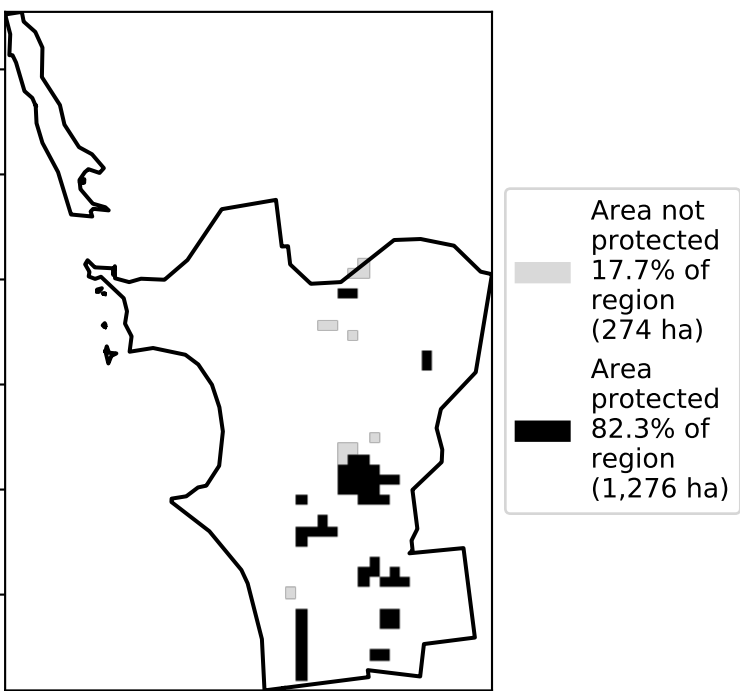 Area not
protected
17.7% of
region
(274 ha)
Area
protected
82.3% of
region
(1,276 ha)